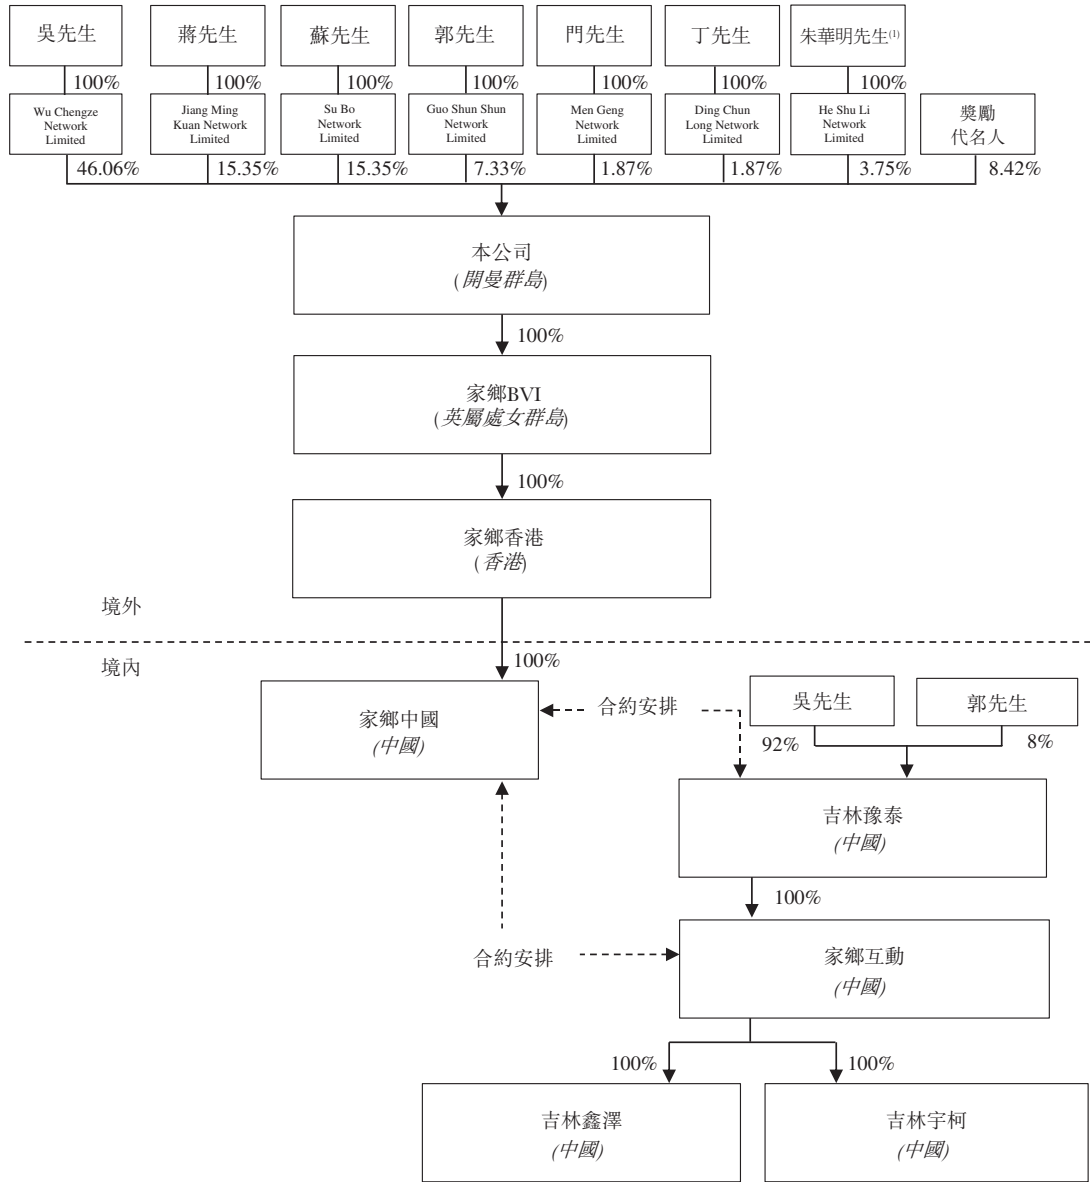 吳先生
蔣先生
蘇先生
郭先生
門先生
丁先生
朱華明先生(1)
100%
100%
100%
100%
100%
100%
100%
Wu Chengze
Network
Limited
Jiang Ming
Kuan Network
Limited
Su Bo
Network
Limited
Guo Shun Shun
Network
Limited
Men Geng
Network
Limited
Ding Chun
Long Network
Limited
He Shu Li
Network
Limited
獎勵
代名人
46.06%
15.35%
15.35%
7.33%
1.87%
1.87%
3.75%
8.42%
本公司
(開曼群島)
100%
家鄉BVI
(英屬處女群島)
100%
家鄉香港
(香港)
境外
境內
100%
家鄉中國
(中國)
合約安排
吳先生
郭先生
92%
8%
吉林豫泰
(中國)
100%
合約安排
家鄉互動
(中國)
100%
100%
吉林鑫澤
(中國)
吉林宇柯
(中國)